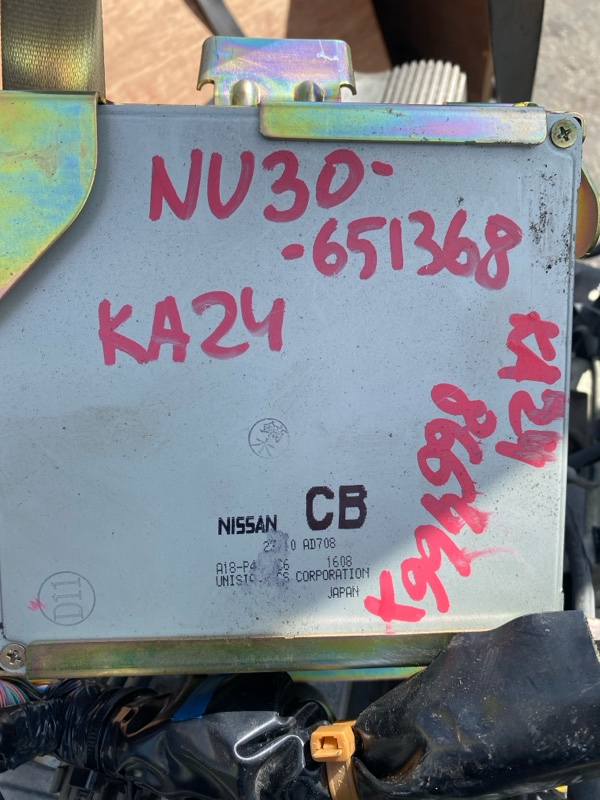 NU30-
-651368
KA24
KA24
NISSAN CB
AD708
1608
CORPORATION
JAPAN
D11